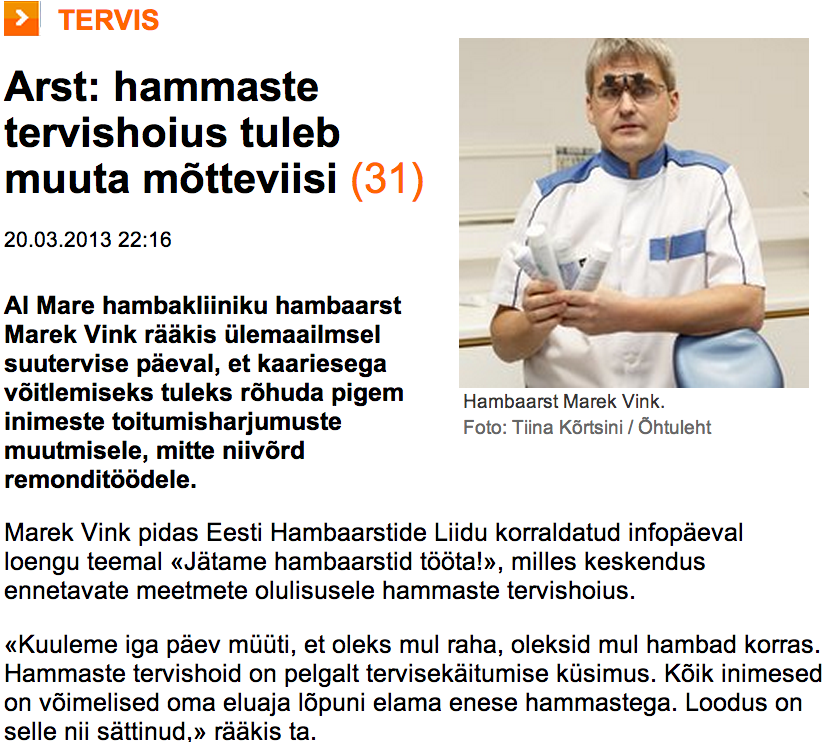 TERVIS
Arst: hammaste
tervishoius tuleb
muuta mõtteviisi (31)
20.03.2013 22:16
Al Mare hambakliiniku hambaarst
Marek Vink rääkis ülemaailmsel
suutervise päeval, et kaariesega
võitlemiseks tuleks rõhuda pigem
inimeste toitumisharjumuste
muutmisele, mitte niivõrd
remonditöödele.
Hambaarst Marek Vink.
Foto: Tiina Kõrtsini / Õhtuleht
Marek Vink pidas Eesti Hambaarstide Liidu korraldatud infopäeval
loengu teemal «Jätame hambaarstid tööta!», milles keskendus
ennetavate meetmete olulisusele hammaste tervishoius.
«Kuuleme iga päev müüti, et oleks mul raha, oleksid mul hambad korras.
Hammaste tervishoid on pelgalt tervisekäitumise küsimus. Kõik inimesed
on võimelised oma eluaja lõpuni elama enese hammastega. Loodus on
selle nii sättinud,» rääkis ta.